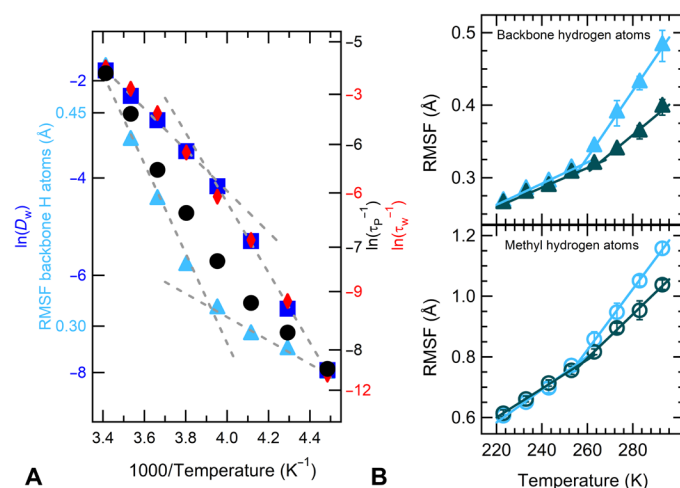 ln(D_w)
RMSF backbone H atoms (Å)
−2
0.45
−4
−6
0.30
−8
−5
−3
−6
−7
−9
−8
−12
ln(τ_P⁻¹)
ln(τ_w⁻¹)
3.4 3.6 3.8 4.0 4.2 4.4
1000/Temperature (K⁻¹)
A
Backbone hydrogen atoms
RMSF (Å)
0.5
0.4
0.3
Methyl hydrogen atoms
RMSF (Å)
1.2
1.0
0.8
0.6
220 240 260 280
Temperature (K)
B